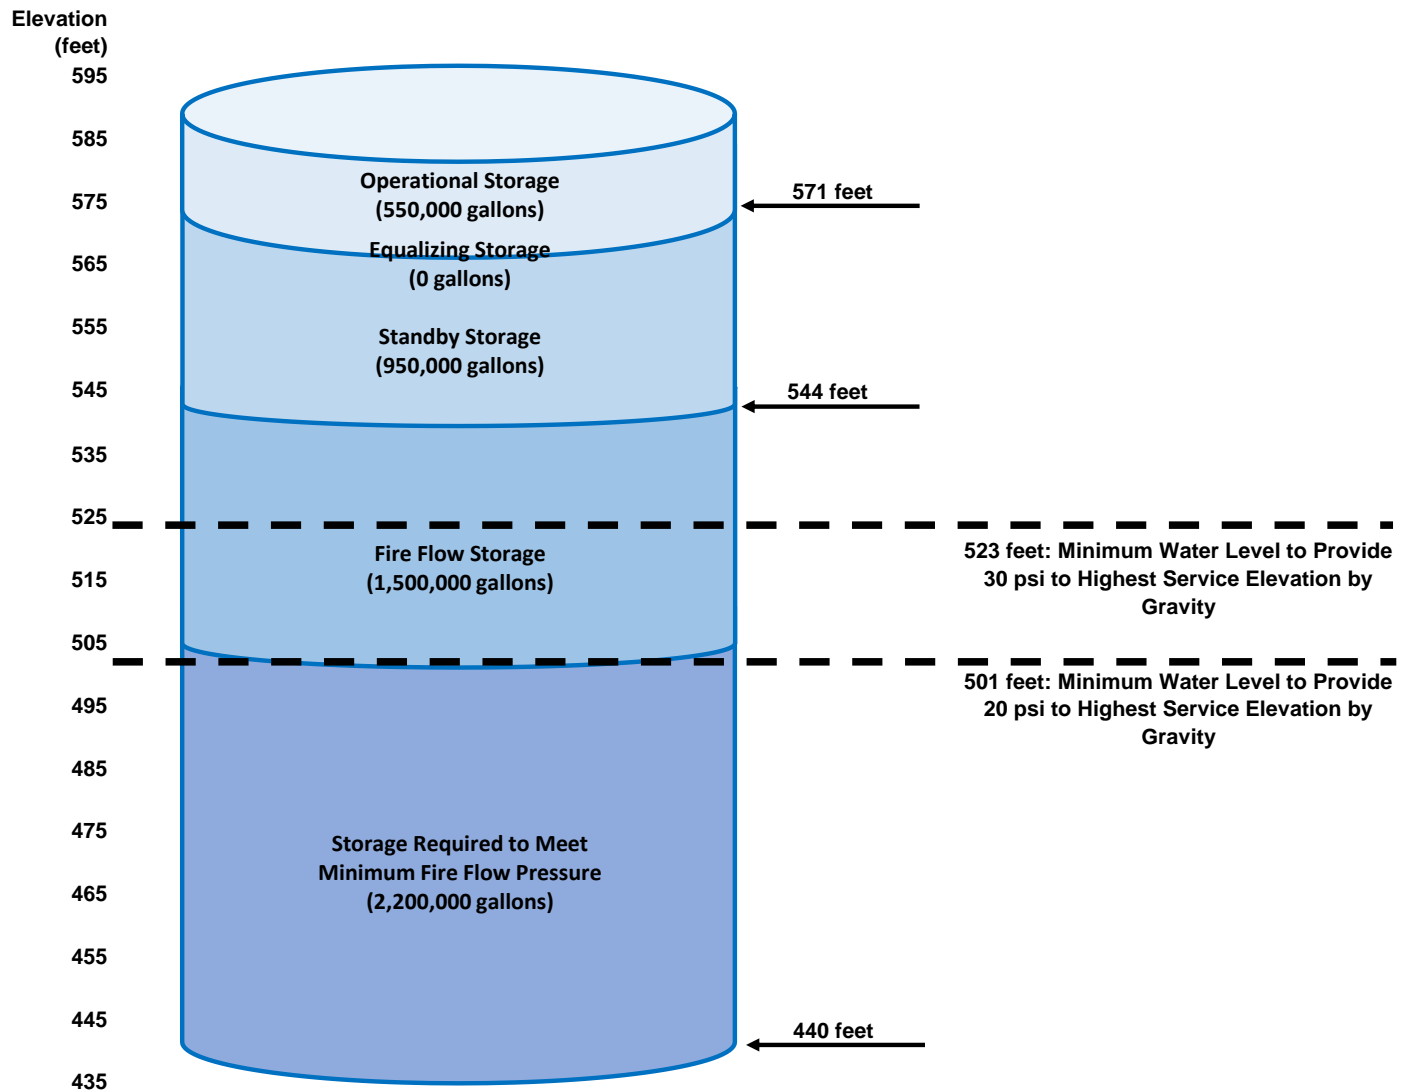 Elevation
(feet)
595
585
Operational Storage
(550,000 gallons)
575
571 feet
Equalizing Storage
(0 gallons)
565
555
Standby Storage
(950,000 gallons)
545
544 feet
535
525
523 feet: Minimum Water Level to Provide
30 psi to Highest Service Elevation by
Gravity
Fire Flow Storage
(1,500,000 gallons)
515
505
501 feet: Minimum Water Level to Provide
20 psi to Highest Service Elevation by
Gravity
495
485
475
Storage Required to Meet
Minimum Fire Flow Pressure
(2,200,000 gallons)
465
455
445
440 feet
435